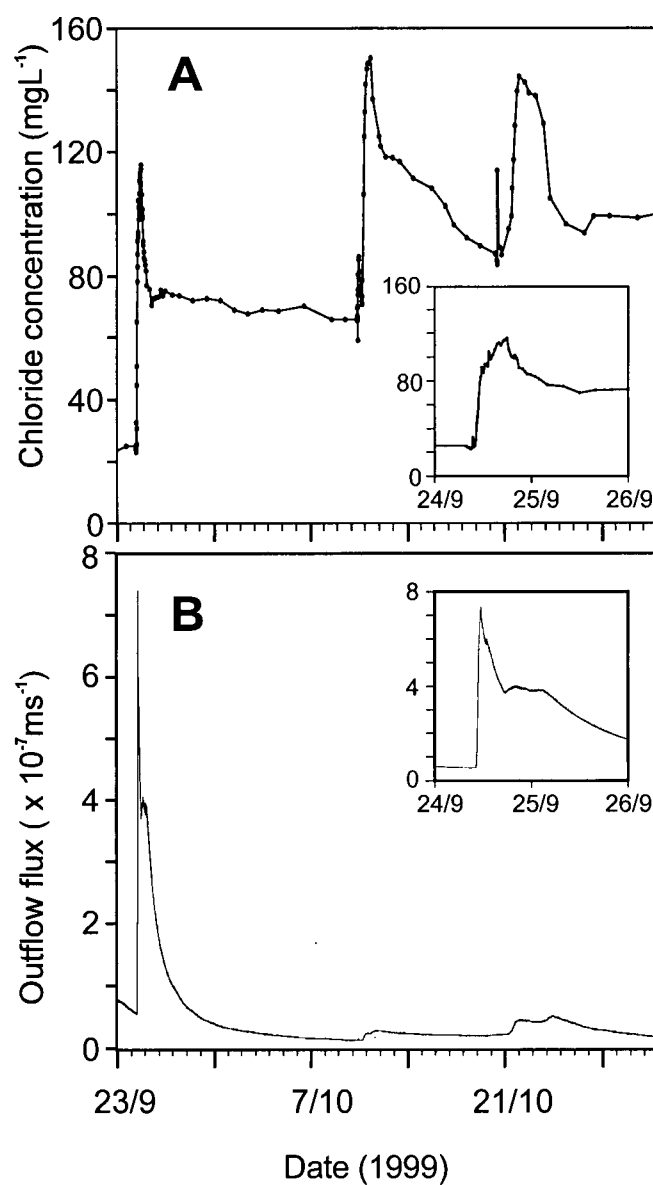 160
120
80
40
0
Chloride concentration (mgL⁻¹)
A
160
80
0
24/9 25/9 26/9
8
6
4
2
0
Outflow flux ( x 10⁻⁷ms⁻¹)
B
8
4
0
24/9 25/9 26/9
23/9 7/10 21/10
Date (1999)